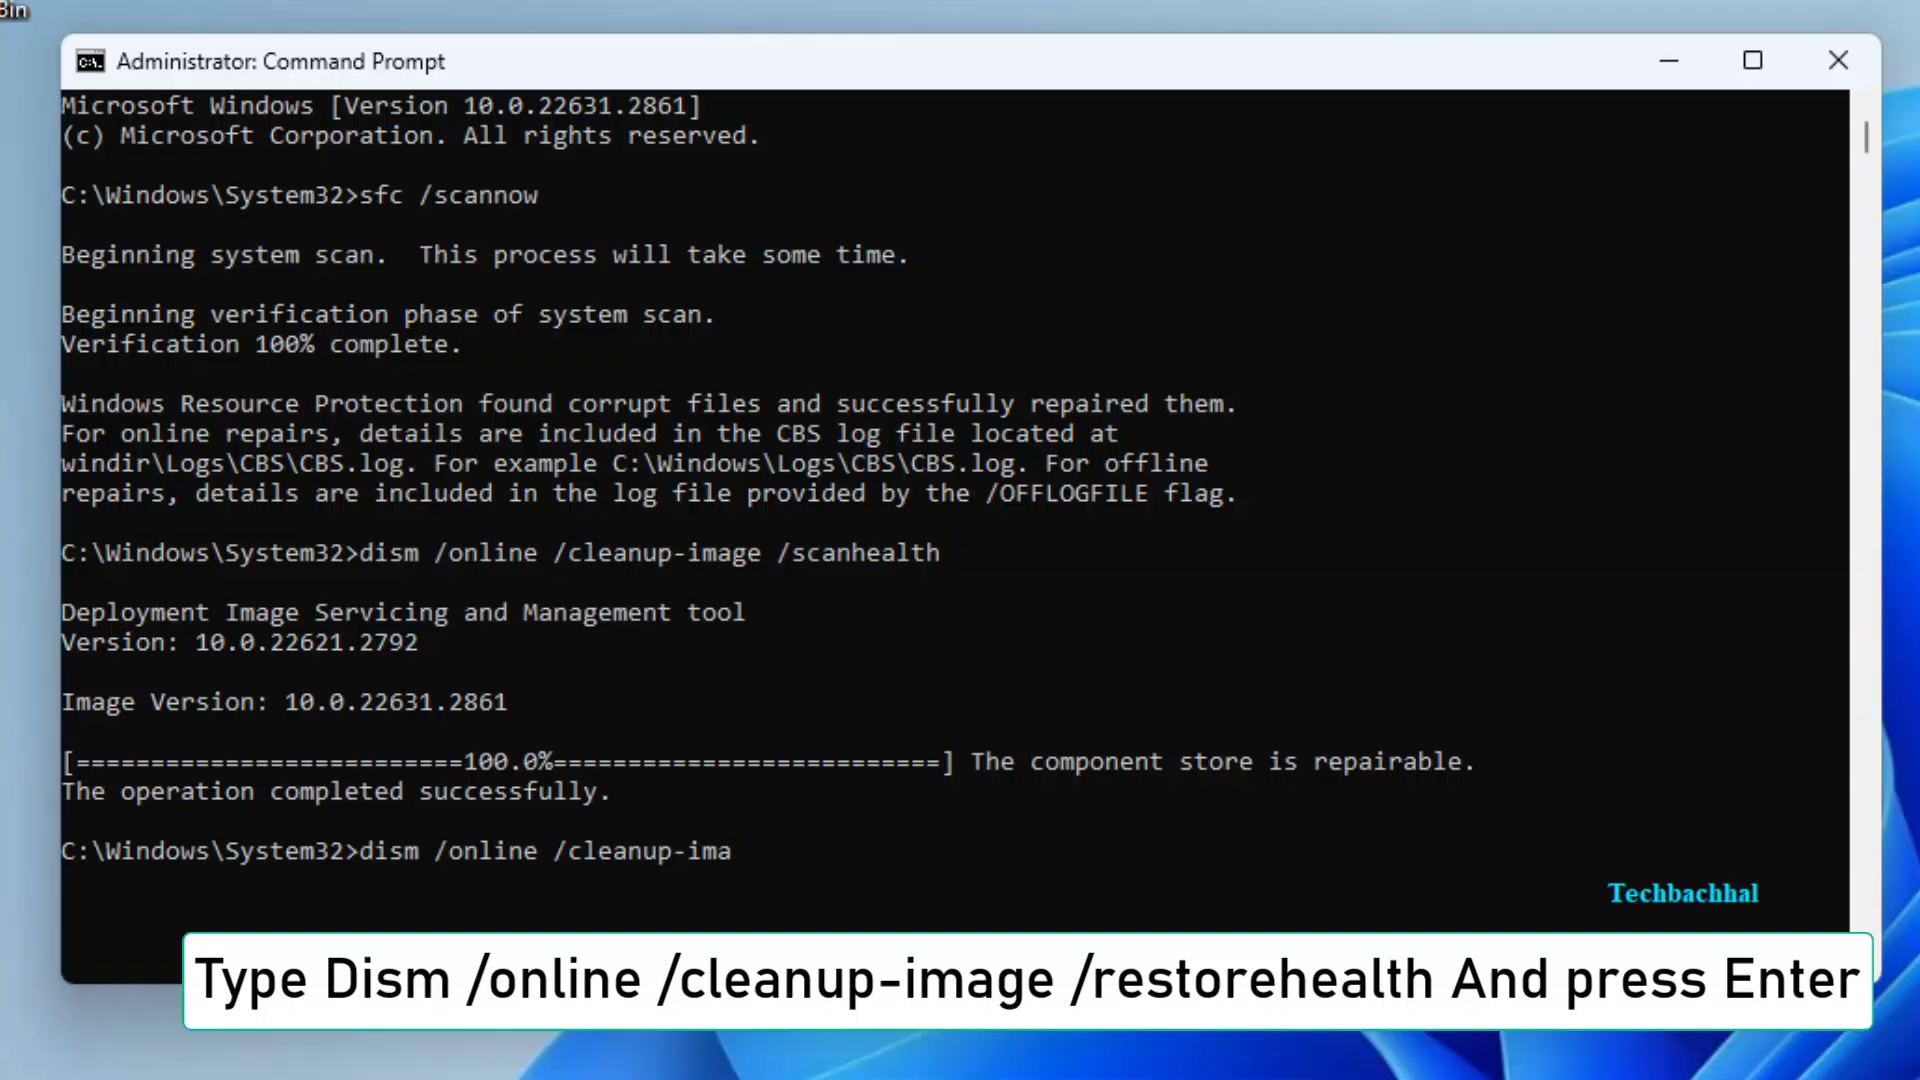 Bin
Administrator: Command Prompt
Microsoft Windows [Version 10.0.22631.2861]
(c) Microsoft Corporation. All rights reserved.
C:\Windows\System32>sfc /scannow
Beginning system scan.  This process will take some time.
Beginning verification phase of system scan.
Verification 100% complete.
Windows Resource Protection found corrupt files and successfully repaired them.
For online repairs, details are included in the CBS log file located at
windir\Logs\CBS\CBS.log. For example C:\Windows\Logs\CBS\CBS.log. For offline
repairs, details are included in the log file provided by the /OFFLOGFILE flag.
C:\Windows\System32>dism /online /cleanup-image /scanhealth
Deployment Image Servicing and Management tool
Version: 10.0.22621.2792
Image Version: 10.0.22631.2861
[==========================100.0%==========================] The component store is repairable.
The operation completed successfully.
C:\Windows\System32>dism /online /cleanup-ima
Techbachhal
Type Dism /online /cleanup-image /restorehealth And press Enter